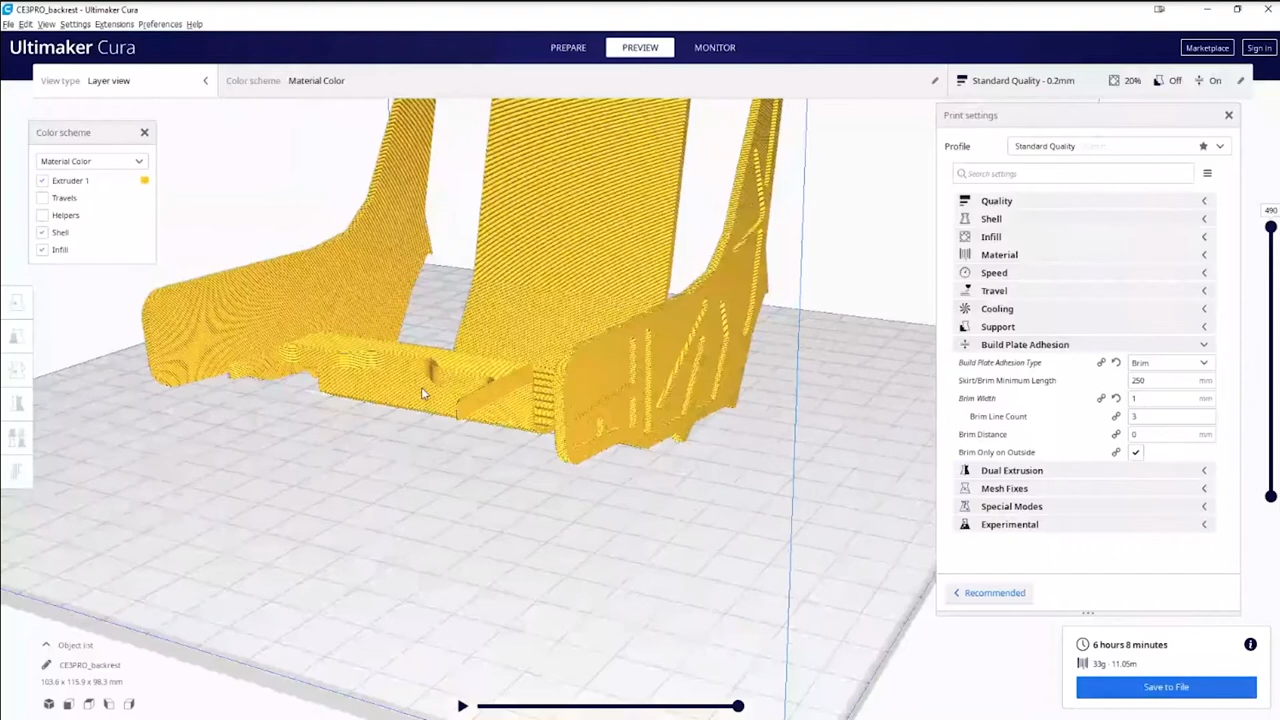 CE3PRO_backrest - Ultimaker Cura
File Edit View Settings Extensions Preferences Help
Ultimaker Cura
PREPARE
PREVIEW
MONITOR
Marketplace
Sign in
View type Layer view
Color scheme Material Color
Standard Quality - 0.2mm
20%
Off
On
Color scheme
Material Color
Extruder 1
Travels
Helpers
Shell
Infill
Print settings
Profile
Standard Quality
Search settings
Quality
Shell
Infill
Material
Speed
Travel
Cooling
Support
Build Plate Adhesion
Build Plate Adhesion Type Brim
Skirt/Brim Minimum Length 250 mm
Brim Width 1 mm
Brim Line Count 3
Brim Distance 0 mm
Brim Only on Outside
Dual Extrusion
Mesh Fixes
Special Modes
Experimental
Recommended
490
Object list
CE3PRO_backrest
103.6 x 115.9 x 98.3 mm
6 hours 8 minutes
33g · 11.05m
Save to File